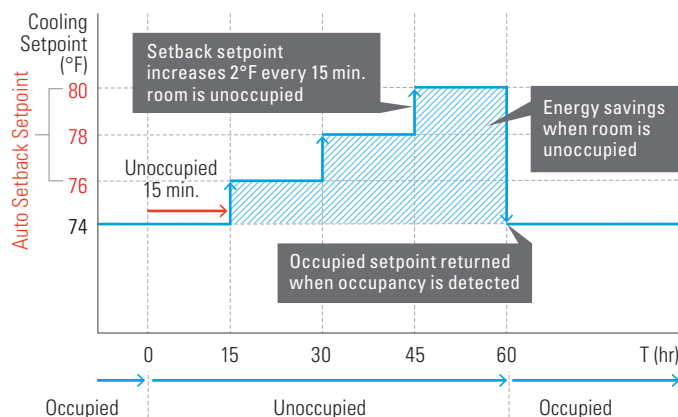 Cooling
Setpoint
(°F)
Auto Setback Setpoint
80
78
76
74
Setback setpoint
increases 2°F every 15 min.
room is unoccupied
Energy savings
when room is
unoccupied
Unoccupied
15 min.
Occupied setpoint returned
when occupancy is detected
0 15 30 45 60 T (hr)
Occupied Unoccupied Occupied